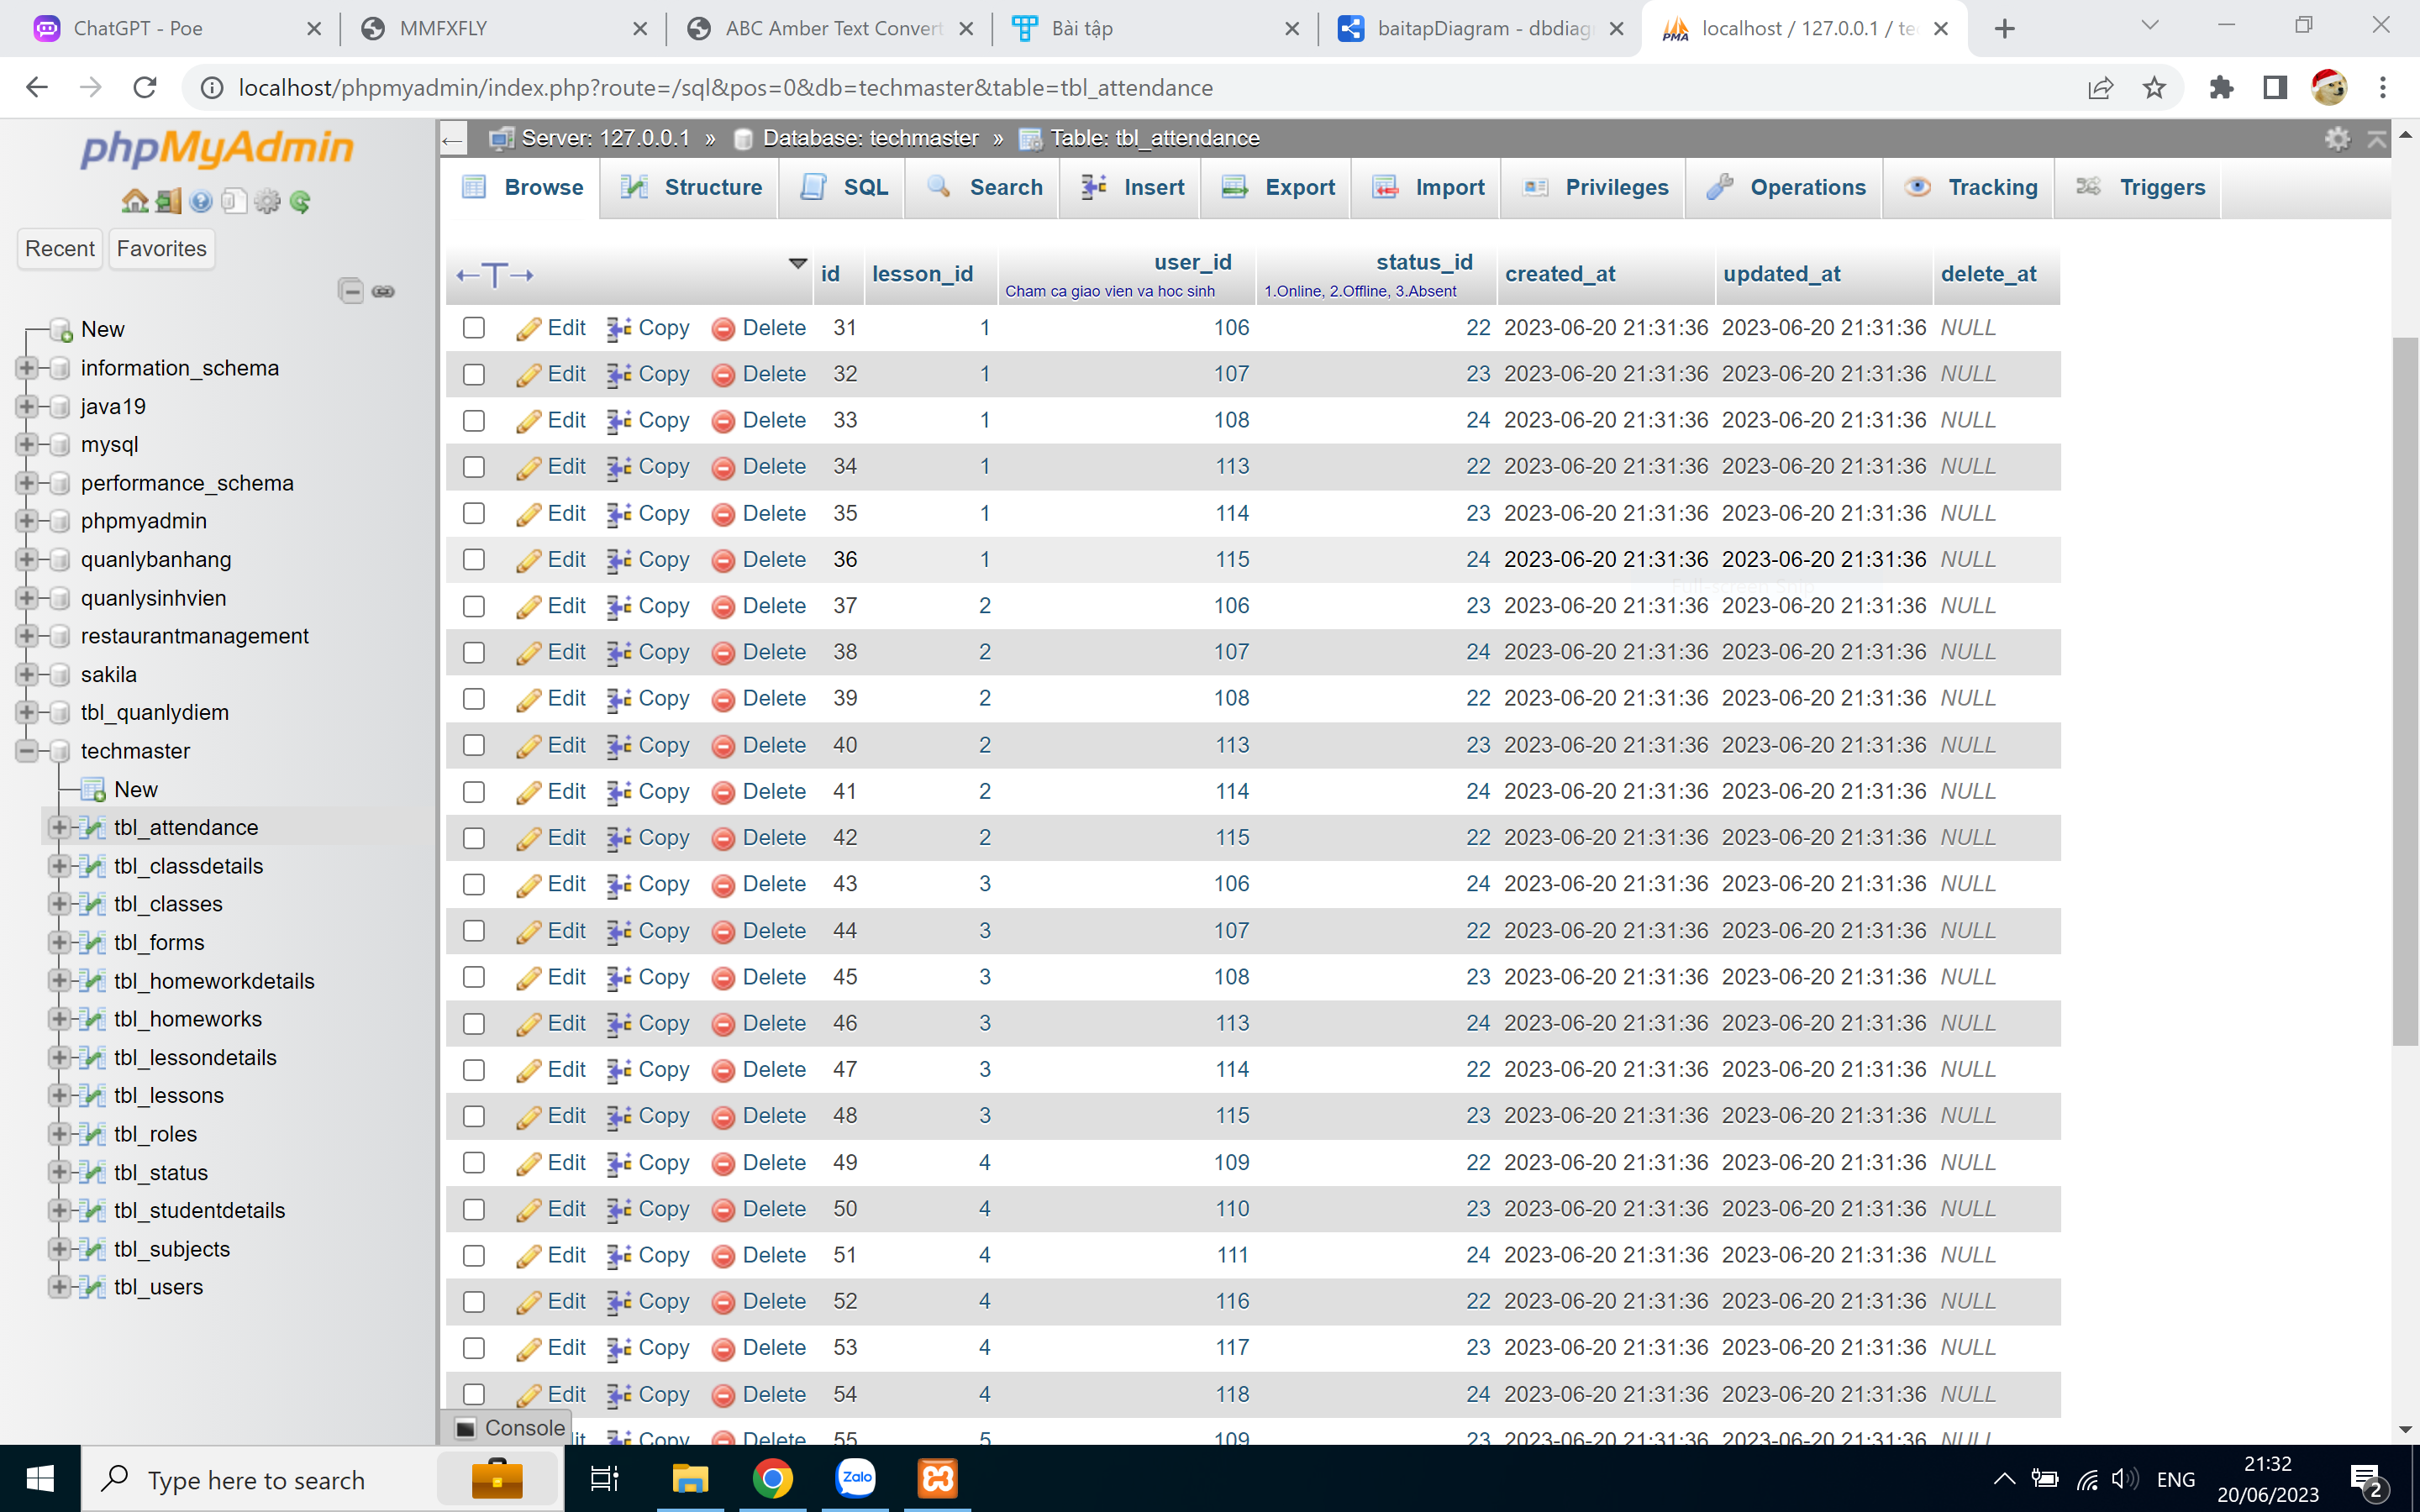 ChatGPT - Poe
MMFXFLY
ABC Amber Text Convert
Bài tập
baitapDiagram - dbdiag
localhost / 127.0.0.1 / te
localhost/phpmyadmin/index.php?route=/sql&pos=0&db=techmaster&table=tbl_attendance
phpMyAdmin
Recent Favorites
New
information_schema
java19
mysql
performance_schema
phpmyadmin
quanlybanhang
quanlysinhvien
restaurantmanagement
sakila
tbl_quanlydiem
techmaster
New
tbl_attendance
tbl_classdetails
tbl_classes
tbl_forms
tbl_homeworkdetails
tbl_homeworks
tbl_lessondetails
tbl_lessons
tbl_roles
tbl_status
tbl_studentdetails
tbl_subjects
tbl_users
Server: 127.0.0.1 » Database: techmaster » Table: tbl_attendance
Browse Structure SQL Search Insert Export Import Privileges Operations Tracking Triggers
id lesson_id user_id status_id created_at updated_at delete_at
Cham ca giao vien va hoc sinh 1.Online, 2.Offline, 3.Absent
Edit Copy Delete 31 1 106 22 2023-06-20 21:31:36 2023-06-20 21:31:36 NULL
Edit Copy Delete 32 1 107 23 2023-06-20 21:31:36 2023-06-20 21:31:36 NULL
Edit Copy Delete 33 1 108 24 2023-06-20 21:31:36 2023-06-20 21:31:36 NULL
Edit Copy Delete 34 1 113 22 2023-06-20 21:31:36 2023-06-20 21:31:36 NULL
Edit Copy Delete 35 1 114 23 2023-06-20 21:31:36 2023-06-20 21:31:36 NULL
Edit Copy Delete 36 1 115 24 2023-06-20 21:31:36 2023-06-20 21:31:36 NULL
Full-screen Snip
Edit Copy Delete 37 2 106 23 2023-06-20 21:31:36 2023-06-20 21:31:36 NULL
Edit Copy Delete 38 2 107 24 2023-06-20 21:31:36 2023-06-20 21:31:36 NULL
Edit Copy Delete 39 2 108 22 2023-06-20 21:31:36 2023-06-20 21:31:36 NULL
Edit Copy Delete 40 2 113 23 2023-06-20 21:31:36 2023-06-20 21:31:36 NULL
Edit Copy Delete 41 2 114 24 2023-06-20 21:31:36 2023-06-20 21:31:36 NULL
Edit Copy Delete 42 2 115 22 2023-06-20 21:31:36 2023-06-20 21:31:36 NULL
Edit Copy Delete 43 3 106 24 2023-06-20 21:31:36 2023-06-20 21:31:36 NULL
Edit Copy Delete 44 3 107 22 2023-06-20 21:31:36 2023-06-20 21:31:36 NULL
Edit Copy Delete 45 3 108 23 2023-06-20 21:31:36 2023-06-20 21:31:36 NULL
Edit Copy Delete 46 3 113 24 2023-06-20 21:31:36 2023-06-20 21:31:36 NULL
Edit Copy Delete 47 3 114 22 2023-06-20 21:31:36 2023-06-20 21:31:36 NULL
Edit Copy Delete 48 3 115 23 2023-06-20 21:31:36 2023-06-20 21:31:36 NULL
Edit Copy Delete 49 4 109 22 2023-06-20 21:31:36 2023-06-20 21:31:36 NULL
Edit Copy Delete 50 4 110 23 2023-06-20 21:31:36 2023-06-20 21:31:36 NULL
Edit Copy Delete 51 4 111 24 2023-06-20 21:31:36 2023-06-20 21:31:36 NULL
Edit Copy Delete 52 4 116 22 2023-06-20 21:31:36 2023-06-20 21:31:36 NULL
Edit Copy Delete 53 4 117 23 2023-06-20 21:31:36 2023-06-20 21:31:36 NULL
Edit Copy Delete 54 4 118 24 2023-06-20 21:31:36 2023-06-20 21:31:36 NULL
it Copy Delete 55 5 109 23 2023-06-20 21:31:36 2023-06-20 21:31:36 NULL
Console
Type here to search
Zalo
ENG
21:32
20/06/2023
2